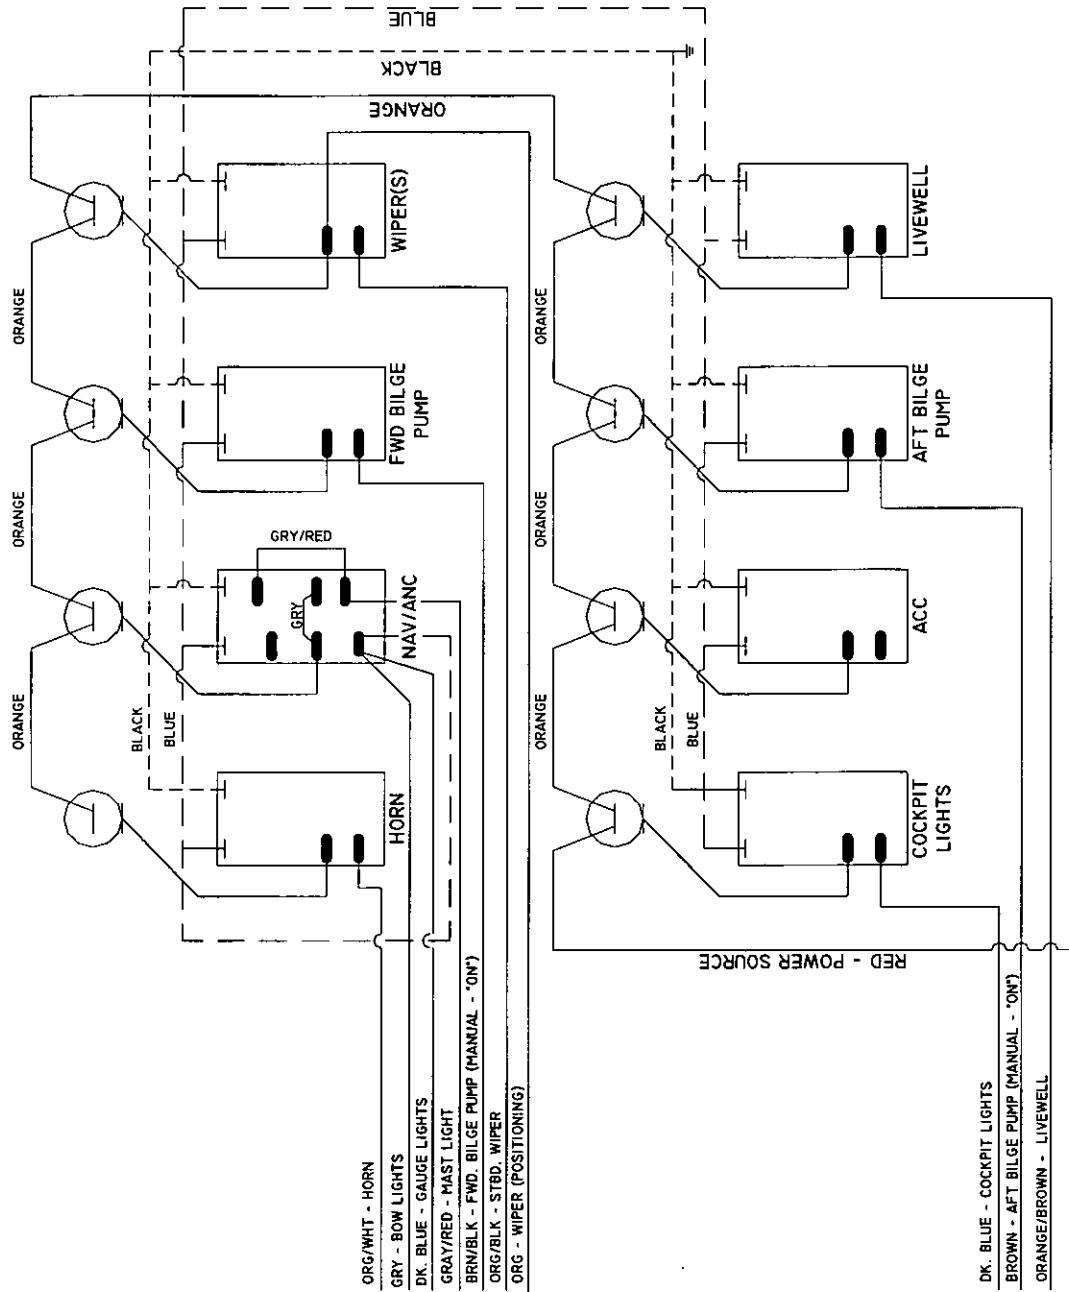 BLUE
BLACK
ORANGE
ORANGE
ORANGE
ORANGE
BLACK
BLUE
WIPER(S)
FWD BILGE
PUMP
GRY/RED
GRY
NAV/ANC
HORN
ORG/WHT - HORN
GRY - BOW LIGHTS
DK. BLUE - GAUGE LIGHTS
GRAY/RED - MAST LIGHT
BRN/BLK - FWD. BILGE PUMP (MANUAL - "ON")
ORG/BLK - STBD. WIPER
ORG - WIPER (POSITIONING)
ORANGE
ORANGE
ORANGE
BLACK
BLUE
LIVEWELL
AFT BILGE
PUMP
ACC
COCKPIT
LIGHTS
RED - POWER SOURCE
DK. BLUE - COCKPIT LIGHTS
BROWN - AFT BILGE PUMP (MANUAL - "ON")
ORANGE/BROWN - LIVEWELL